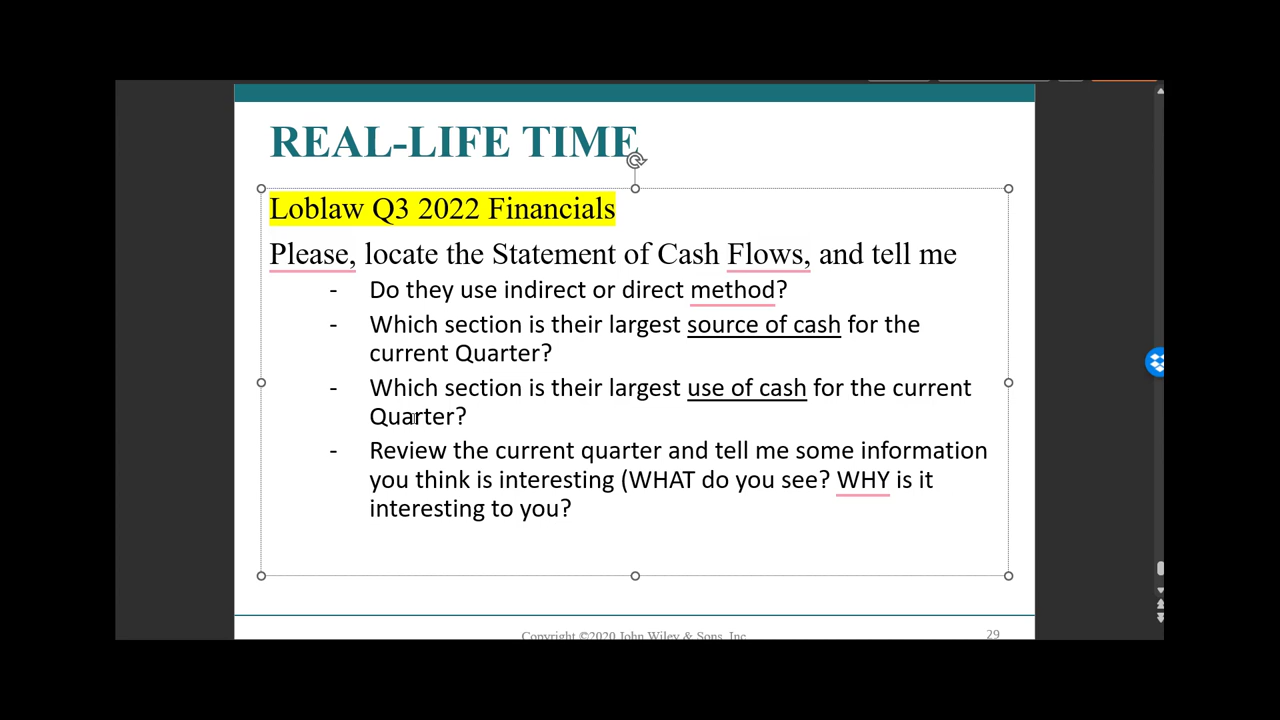 REAL-LIFE TIME
Loblaw Q3 2022 Financials
Please, locate the Statement of Cash Flows, and tell me
- Do they use indirect or direct method?
- Which section is their largest source of cash for the
current Quarter?
- Which section is their largest use of cash for the current
Quarter?
- Review the current quarter and tell me some information
you think is interesting (WHAT do you see? WHY is it
interesting to you?
Copyright ©2020 John Wiley & Sons, Inc.
29